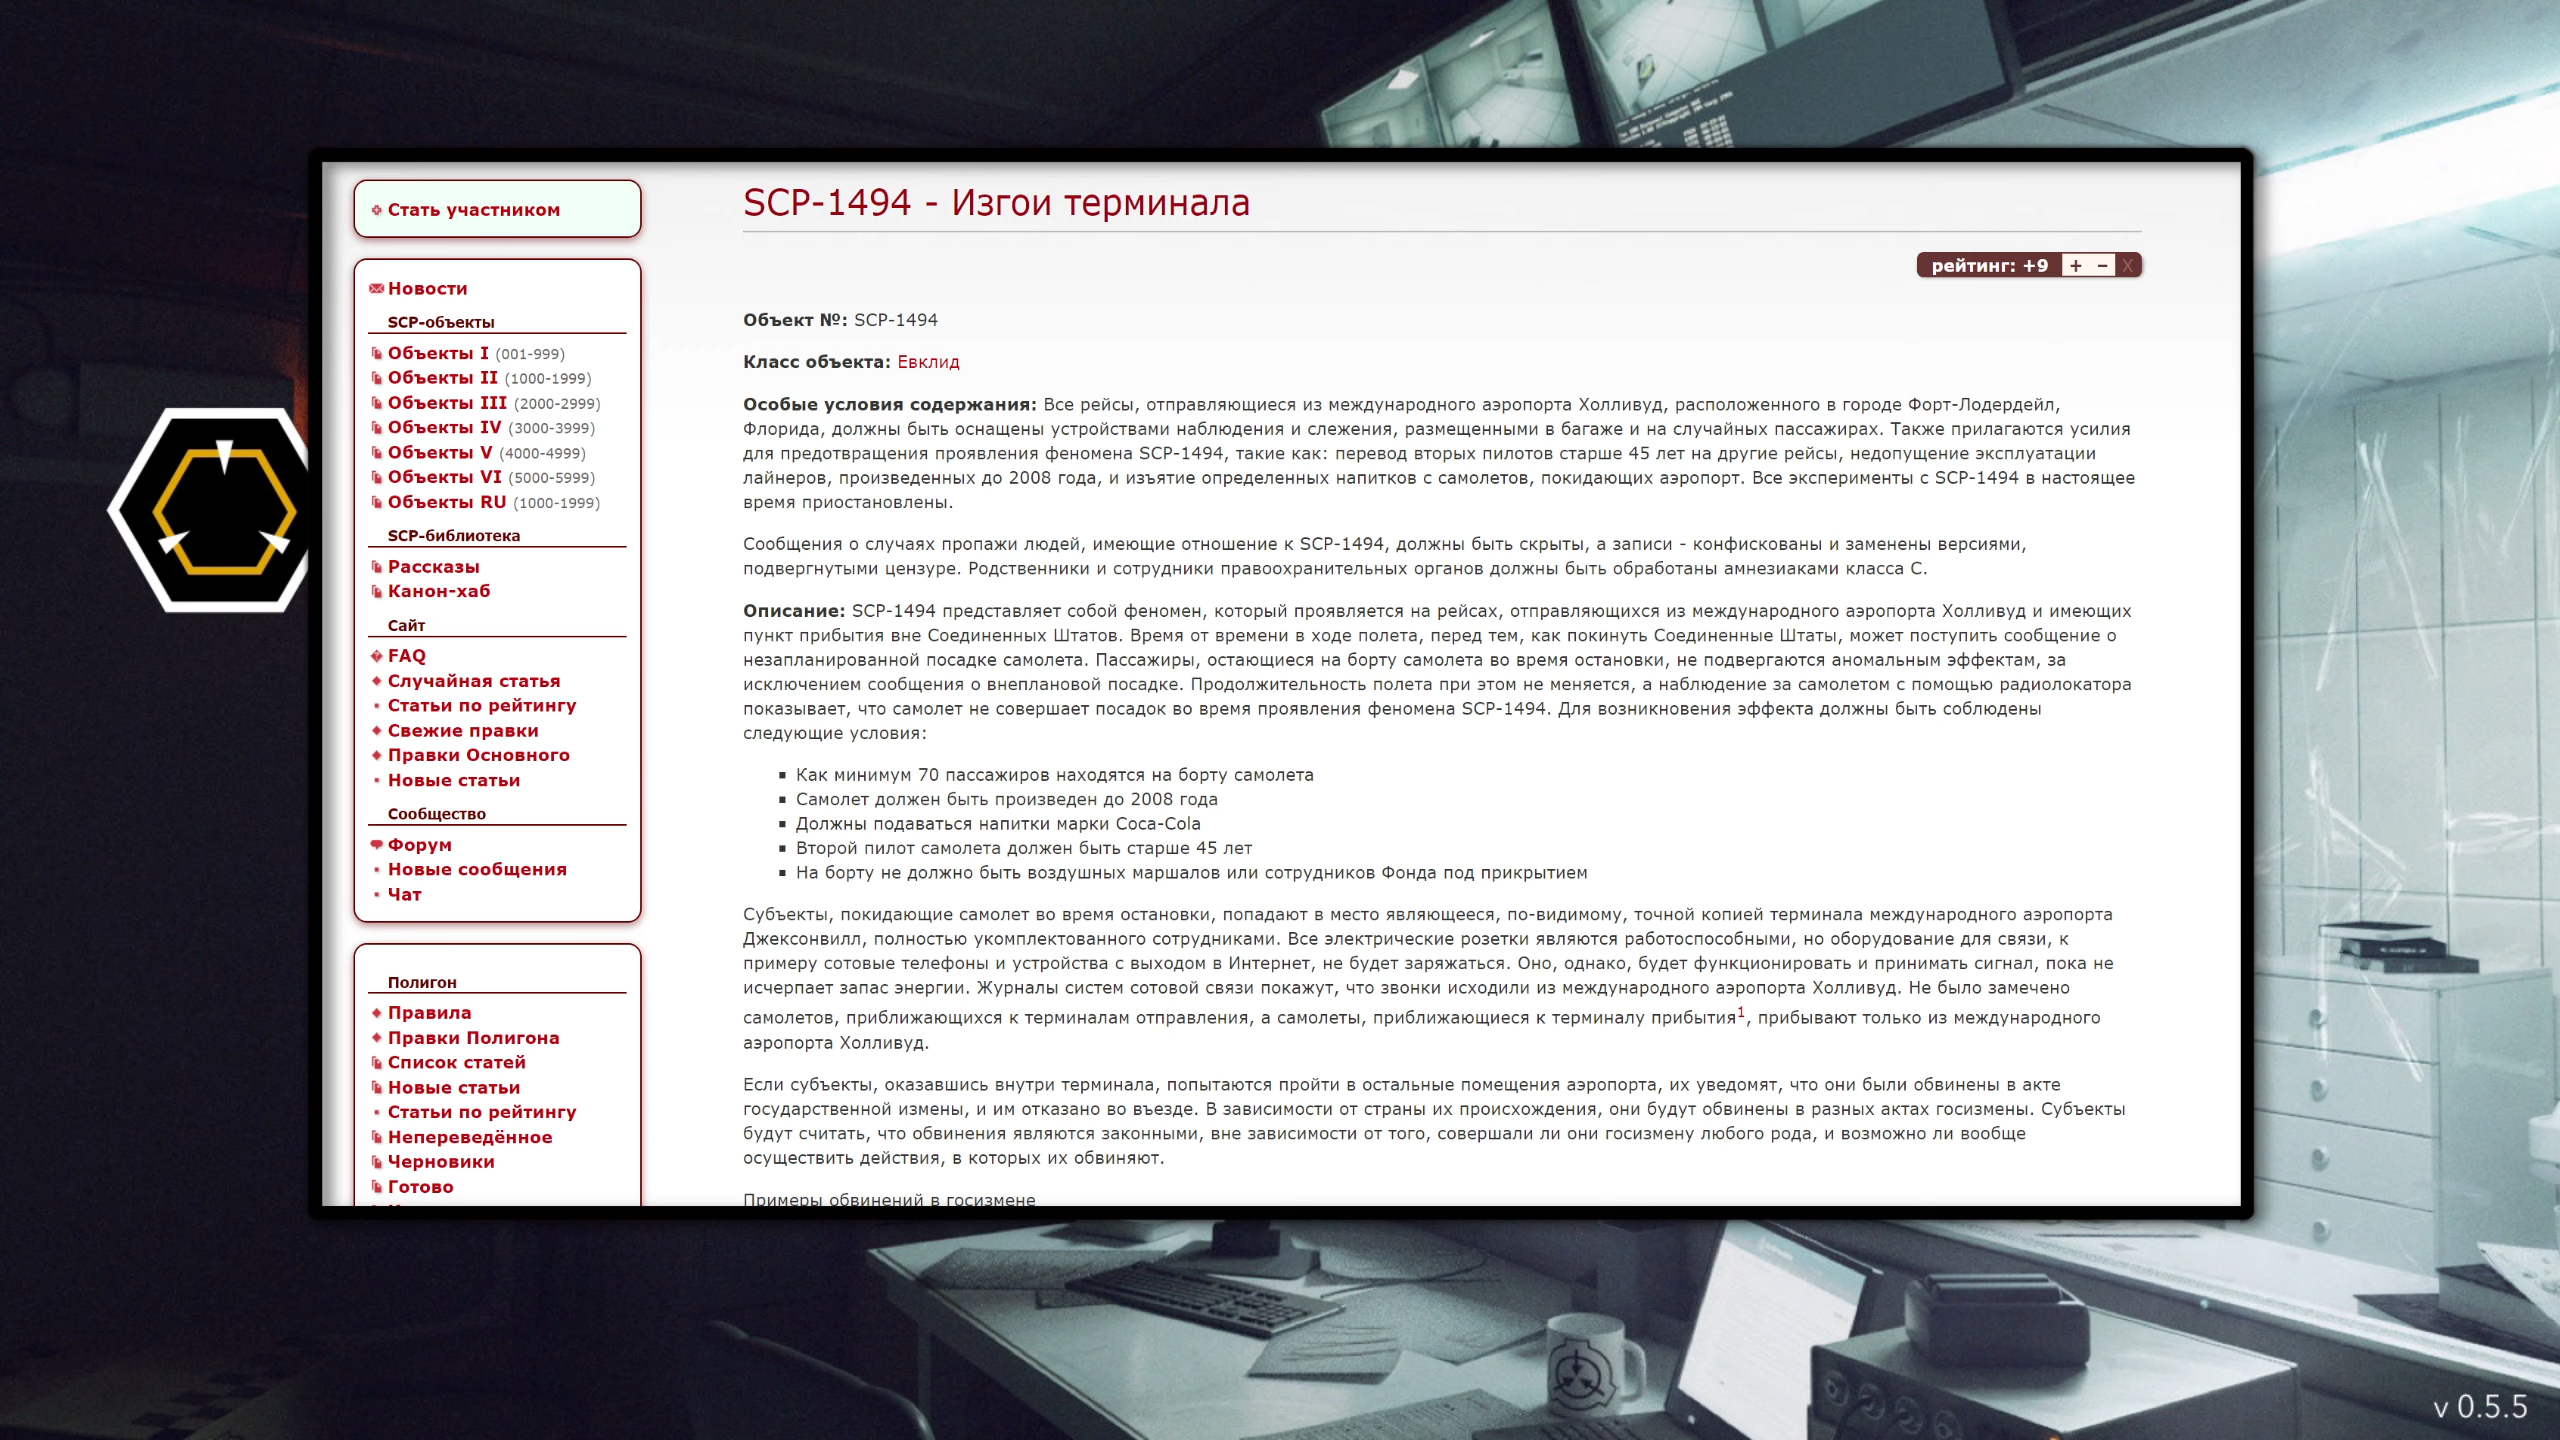 Стать участником
Новости
SCP-объекты
Объекты I (001-999)
Объекты II (1000-1999)
Объекты III (2000-2999)
Объекты IV (3000-3999)
Объекты V (4000-4999)
Объекты VI (5000-5999)
Объекты RU (1000-1999)
SCP-библиотека
Рассказы
Канон-хаб
Сайт
FAQ
Случайная статья
Статьи по рейтингу
Свежие правки
Правки Основного
Новые статьи
Сообщество
Форум
Новые сообщения
Чат
Полигон
Правила
Правки Полигона
Список статей
Новые статьи
Статьи по рейтингу
Непереведённое
Черновики
Готово
SCP-1494 - Изгои терминала
рейтинг: +9 + – X
Объект №: SCP-1494
Класс объекта: Евклид
Особые условия содержания: Все рейсы, отправляющиеся из международного аэропорта Холливуд, расположенного в городе Форт-Лодердейл,
Флорида, должны быть оснащены устройствами наблюдения и слежения, размещенными в багаже и на случайных пассажирах. Также прилагаются усилия
для предотвращения проявления феномена SCP-1494, такие как: перевод вторых пилотов старше 45 лет на другие рейсы, недопущение эксплуатации
лайнеров, произведенных до 2008 года, и изъятие определенных напитков с самолетов, покидающих аэропорт. Все эксперименты с SCP-1494 в настоящее
время приостановлены.
Сообщения о случаях пропажи людей, имеющие отношение к SCP-1494, должны быть скрыты, а записи - конфискованы и заменены версиями,
подвергнутыми цензуре. Родственники и сотрудники правоохранительных органов должны быть обработаны амнезиаками класса С.
Описание: SCP-1494 представляет собой феномен, который проявляется на рейсах, отправляющихся из международного аэропорта Холливуд и имеющих
пункт прибытия вне Соединенных Штатов. Время от времени в ходе полета, перед тем, как покинуть Соединенные Штаты, может поступить сообщение о
незапланированной посадке самолета. Пассажиры, остающиеся на борту самолета во время остановки, не подвергаются аномальным эффектам, за
исключением сообщения о внеплановой посадке. Продолжительность полета при этом не меняется, а наблюдение за самолетом с помощью радиолокатора
показывает, что самолет не совершает посадок во время проявления феномена SCP-1494. Для возникновения эффекта должны быть соблюдены
следующие условия:
Как минимум 70 пассажиров находятся на борту самолета
Самолет должен быть произведен до 2008 года
Должны подаваться напитки марки Coca-Cola
Второй пилот самолета должен быть старше 45 лет
На борту не должно быть воздушных маршалов или сотрудников Фонда под прикрытием
Субъекты, покидающие самолет во время остановки, попадают в место являющееся, по-видимому, точной копией терминала международного аэропорта
Джексонвилл, полностью укомплектованного сотрудниками. Все электрические розетки являются работоспособными, но оборудование для связи, к
примеру сотовые телефоны и устройства с выходом в Интернет, не будет заряжаться. Оно, однако, будет функционировать и принимать сигнал, пока не
исчерпает запас энергии. Журналы систем сотовой связи покажут, что звонки исходили из международного аэропорта Холливуд. Не было замечено
самолетов, приближающихся к терминалам отправления, а самолеты, приближающиеся к терминалу прибытия1, прибывают только из международного
аэропорта Холливуд.
Если субъекты, оказавшись внутри терминала, попытаются пройти в остальные помещения аэропорта, их уведомят, что они были обвинены в акте
государственной измены, и им отказано во въезде. В зависимости от страны их происхождения, они будут обвинены в разных актах госизмены. Субъекты
будут считать, что обвинения являются законными, вне зависимости от того, совершали ли они госизмену любого рода, и возможно ли вообще
осуществить действия, в которых их обвиняют.
Примеры обвинений в госизмене
v 0.5.5